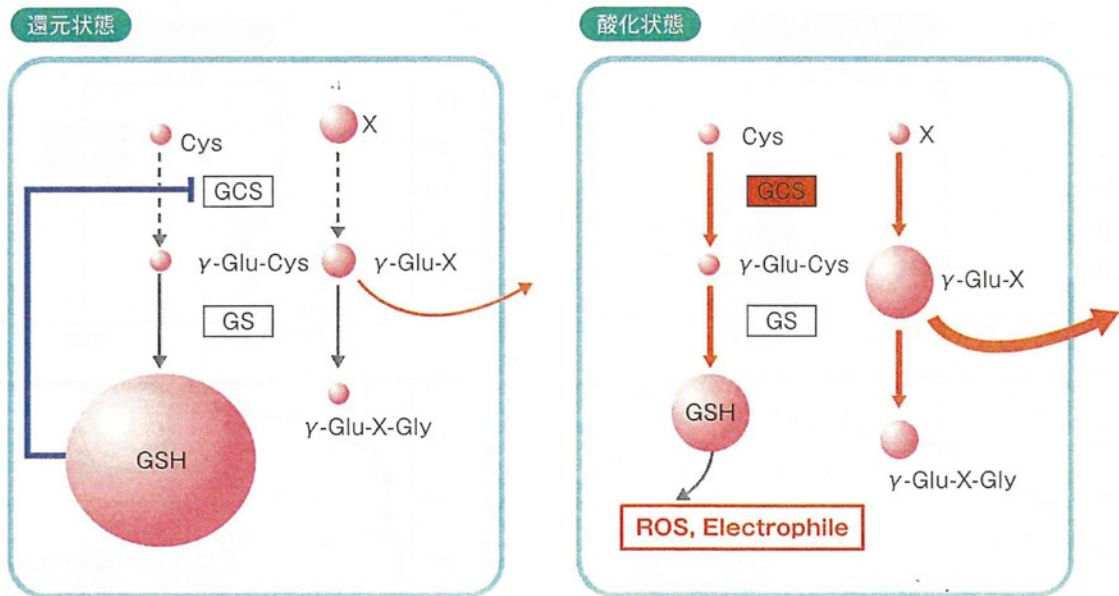 還元状態
Cys
X
GCS
γ-Glu-Cys
γ-Glu-X
GS
γ-Glu-X-Gly
GSH
酸化状態
Cys
X
GCS
γ-Glu-Cys
γ-Glu-X
GS
GSH
γ-Glu-X-Gly
ROS, Electrophile